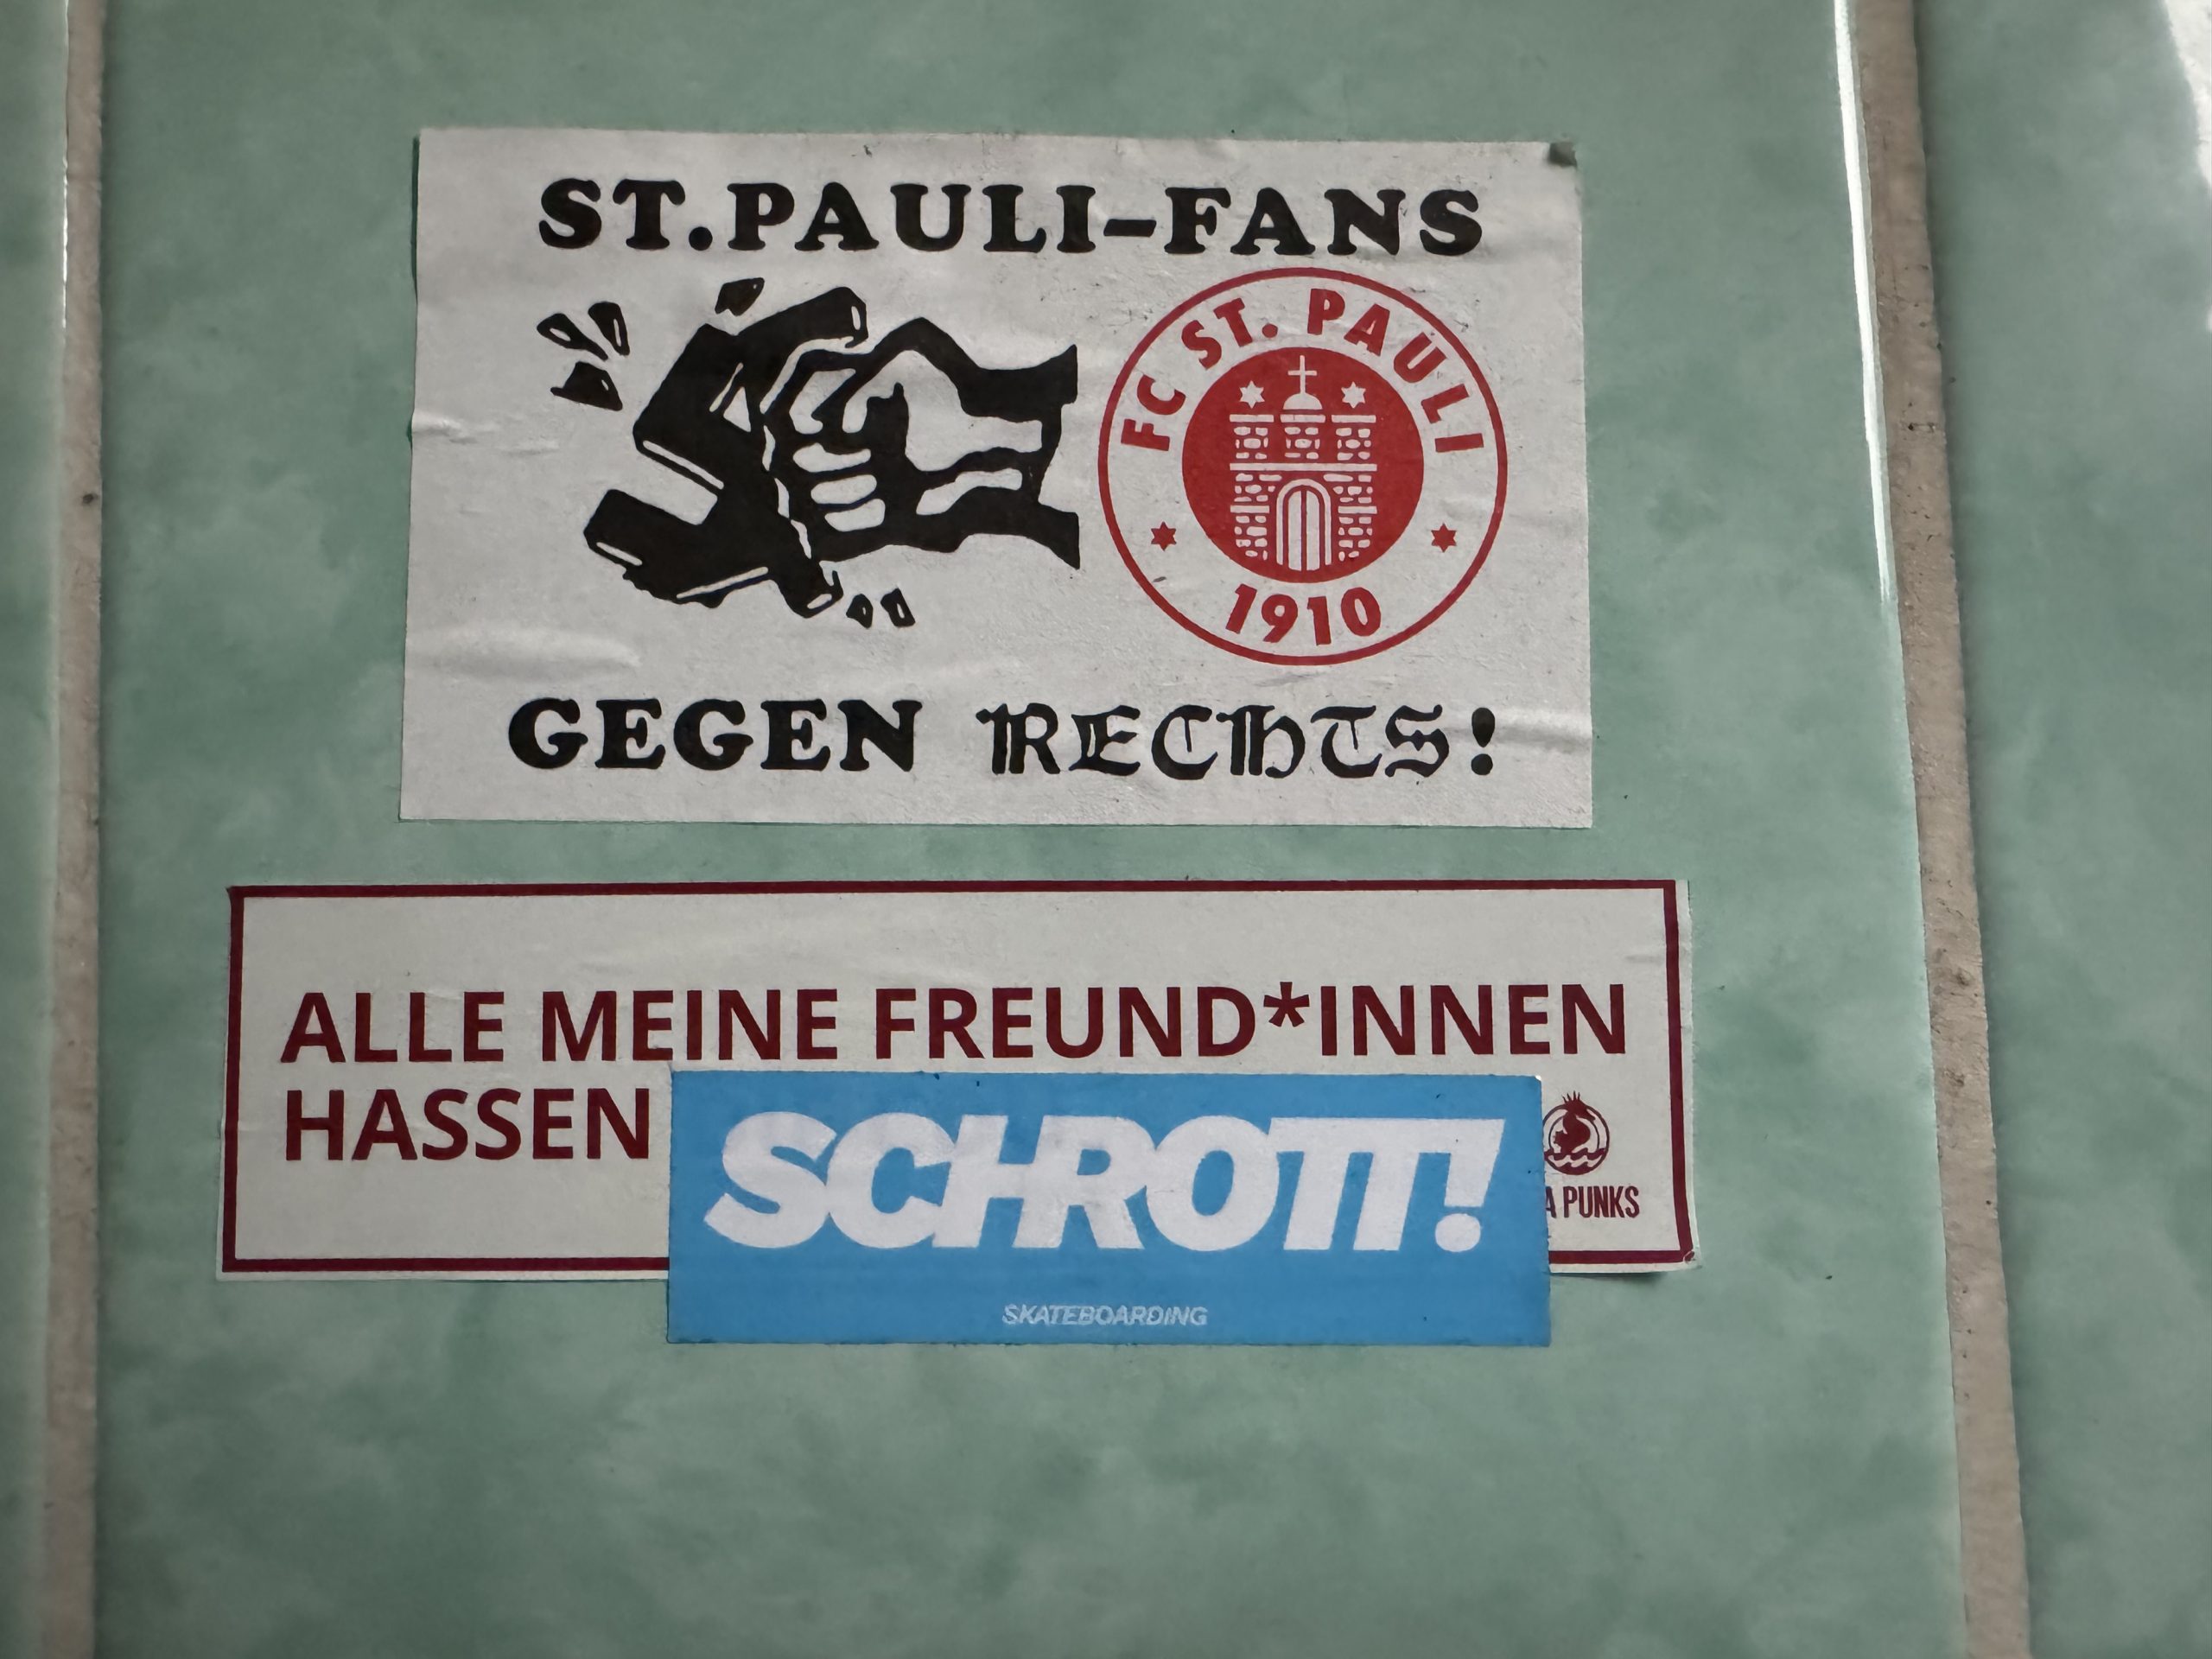 ST.PAULI-FANS
FC ST. PAULI
1910
GEGEN RECHTS!
ALLE MEINE FREUND*INNEN
HASSEN
SCHROTT!
PUNKS
SKATEBOARDING